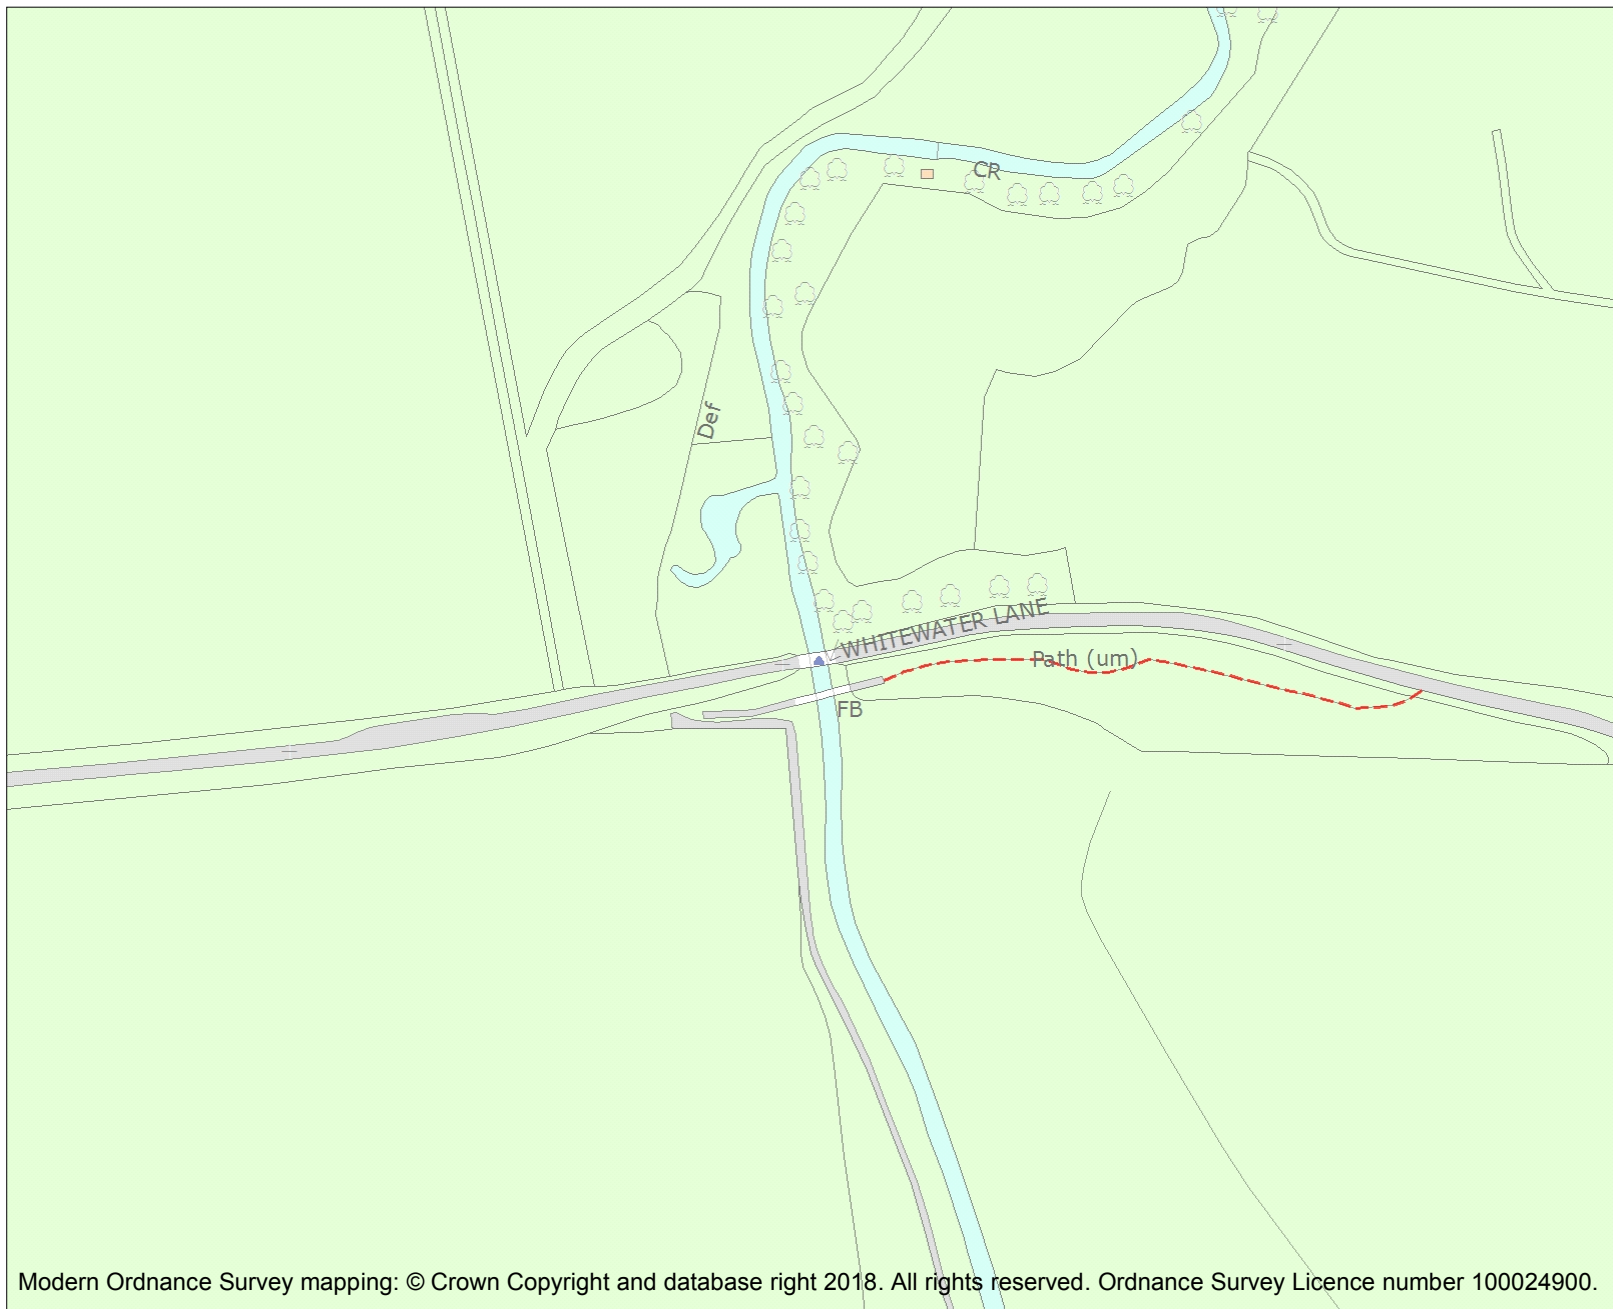 CR
Def
WHITEWATER LANE
Path (um)
FB
Modern Ordnance Survey mapping: © Crown Copyright and database right 2018. All rights reserved. Ordnance Survey Licence number 100024900.